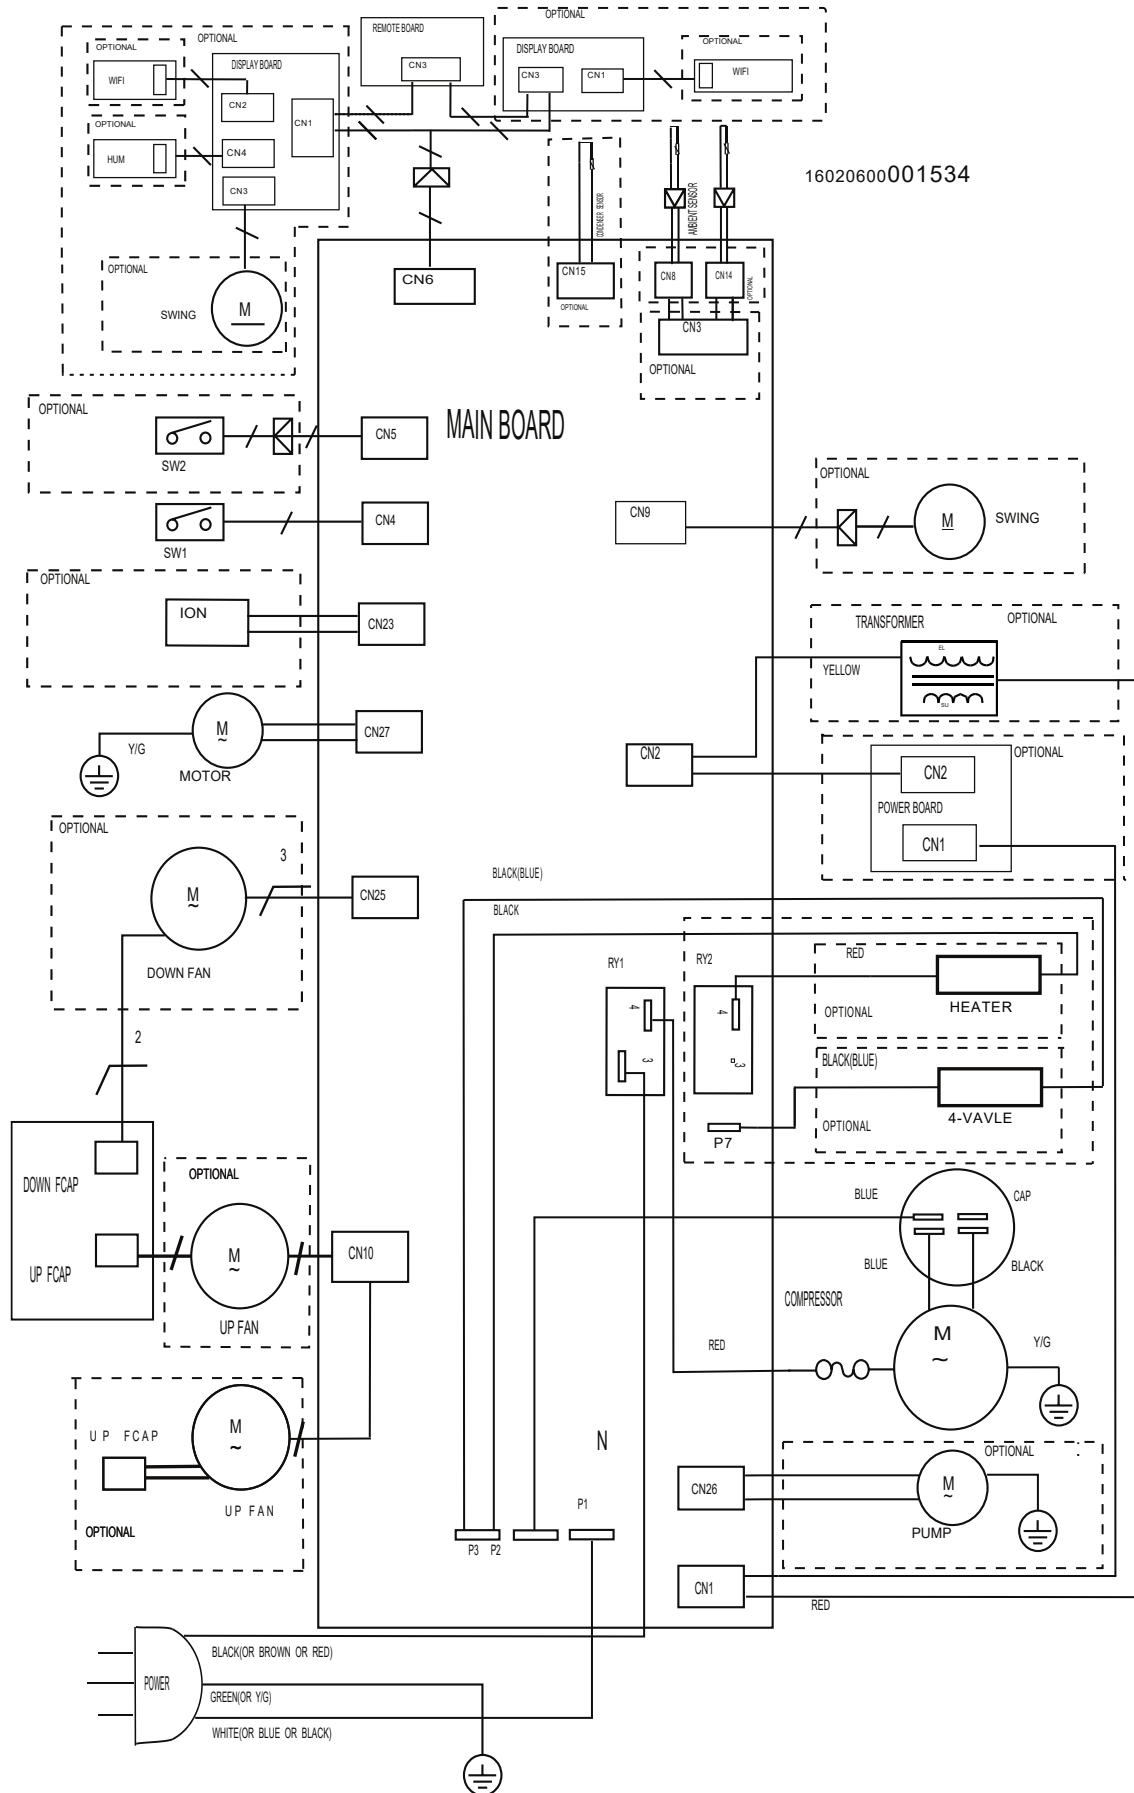 OPTIONAL
OPTIONAL
REMOTE BOARD
OPTIONAL
OPTIONAL
DISPLAY BOARD
DISPLAY BOARD
WIFI
CN3
CN3
CN1
WIFI
CN2
CN1
OPTIONAL
HUM
CN4
CN3
16020600001534
CONDENER SENSOR
AMBIENT SENSOR
OPTIONAL
CN6
CN15
CN8
CN14
OPTIONAL
OPTIONAL
SWING
M
CN3
OPTIONAL
OPTIONAL
MAIN BOARD
CN5
SW2
OPTIONAL
CN4
CN9
M
SWING
SW1
OPTIONAL
ION
CN23
TRANSFORMER
OPTIONAL
EL
YELLOW
SLI
M
~
CN27
Y/G
MOTOR
CN2
OPTIONAL
CN2
POWER BOARD
CN1
OPTIONAL
3
M
~
CN25
DOWN FAN
BLACK(BLUE)
BLACK
RY1
RY2
RED
HEATER
OPTIONAL
4
3
4
3
2
BLACK(BLUE)
4-VAVLE
OPTIONAL
P7
DOWN FCAP
OPTIONAL
BLUE
CAP
M
~
CN10
UP FCAP
UP FAN
BLUE
BLACK
COMPRESSOR
M
~
RED
Y/G
UP FCAP
M
~
UP FAN
OPTIONAL
N
OPTIONAL
CN26
M
~
PUMP
P1
P3
P2
CN1
RED
BLACK(OR BROWN OR RED)
POWER
GREEN(OR Y/G)
WHITE(OR BLUE OR BLACK)